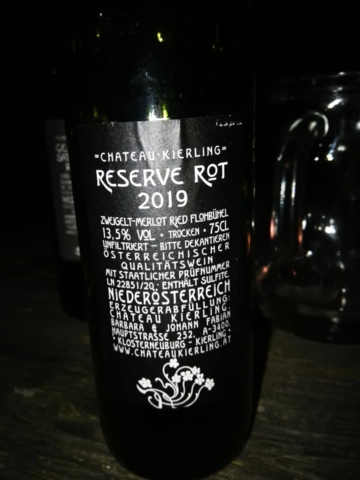 "CHATEAU·KIERLING"
RESERVE ROT
2019
ZWEIGELT-MERLOT RIED FLOHBÜHEL
13,5% VOL • TROCKEN • 75CL
UNFILTRIERT – BITTE DEKANTIEREN
ÖSTERREICHISCHER
QUALITÄTSWEIN
MIT STAATLICHER PRÜFNUMMER
LN 22851/20 · ENTHÄLT SULFITE
NIEDERÖSTERREICH
ERZEUGERABFÜLLUNG:
CHATEAU KIERLING,
BARBARA & JOHANN FABIAN
HAUPTSTRASSE 252, A-3400,
KLOSTERNEUBURG – KIERLING
WWW.CHATEAUKIERLING.AT